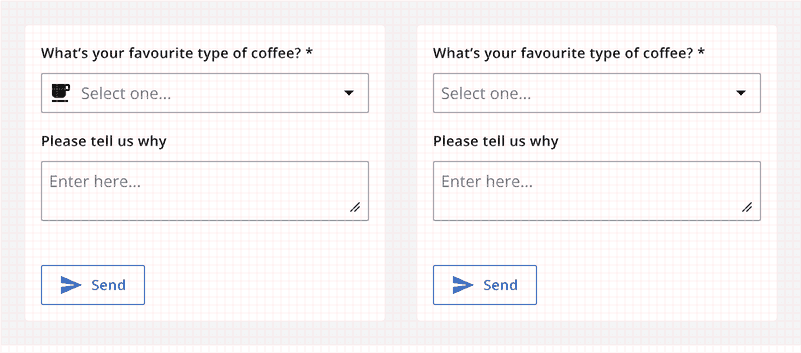 What’s your favourite type of coffee? *
Select one...
Please tell us why
Enter here...
Send
What’s your favourite type of coffee? *
Select one...
Please tell us why
Enter here...
Send